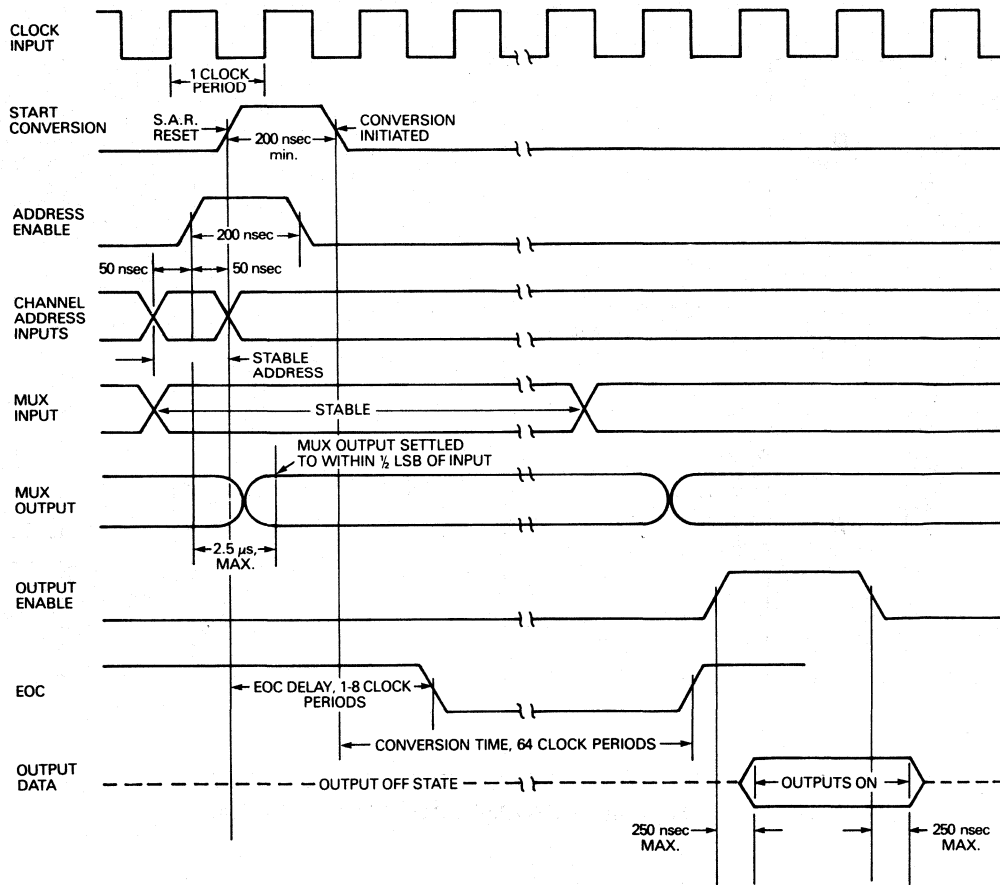 CLOCK
INPUT
1 CLOCK
PERIOD
START
CONVERSION
S.A.R.
RESET
200 nsec
min.
CONVERSION
INITIATED
ADDRESS
ENABLE
200 nsec
50 nsec
50 nsec
CHANNEL
ADDRESS
INPUTS
STABLE
ADDRESS
MUX
INPUT
STABLE
MUX OUTPUT SETTLED
TO WITHIN ½ LSB OF INPUT
MUX
OUTPUT
2.5 μs,
MAX.
OUTPUT
ENABLE
EOC
EOC DELAY, 1-8 CLOCK
PERIODS
CONVERSION TIME, 64 CLOCK PERIODS
OUTPUT
DATA
OUTPUT OFF STATE
OUTPUTS ON
250 nsec
MAX.
250 nsec
MAX.